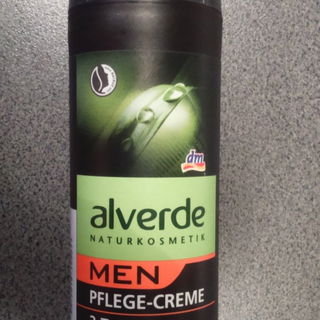 dm
alverde
NATURKOSMETIK
MEN
PFLEGE-CREME